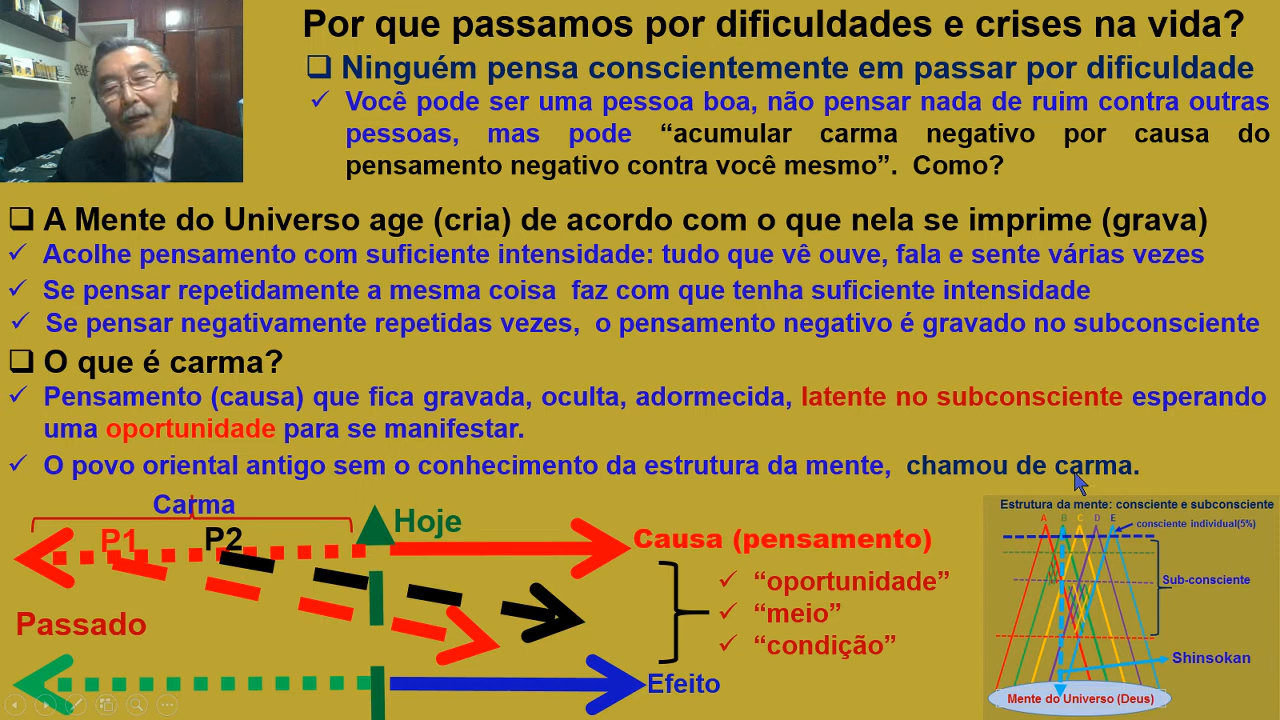 Por que passamos por dificuldades e crises na vida?
Ninguém pensa conscientemente em passar por dificuldade
Você pode ser uma pessoa boa, não pensar nada de ruim contra outras
pessoas, mas pode “acumular carma negativo por causa do
pensamento negativo contra você mesmo”. Como?
A Mente do Universo age (cria) de acordo com o que nela se imprime (grava)
Acolhe pensamento com suficiente intensidade: tudo que vê ouve, fala e sente várias vezes
Se pensar repetidamente a mesma coisa faz com que tenha suficiente intensidade
Se pensar negativamente repetidas vezes, o pensamento negativo é gravado no subconsciente
O que é carma?
Pensamento (causa) que fica gravada, oculta, adormecida, latente no subconsciente esperando
uma oportunidade para se manifestar.
O povo oriental antigo sem o conhecimento da estrutura da mente, chamou de carma.
Carma
P1
P2
Hoje
Causa (pensamento)
“oportunidade”
“meio”
“condição”
Passado
Efeito
Estrutura da mente: consciente e subconsciente
A B C D E
consciente individual(5%)
Sub-consciente
Shinsokan
Mente do Universo (Deus)